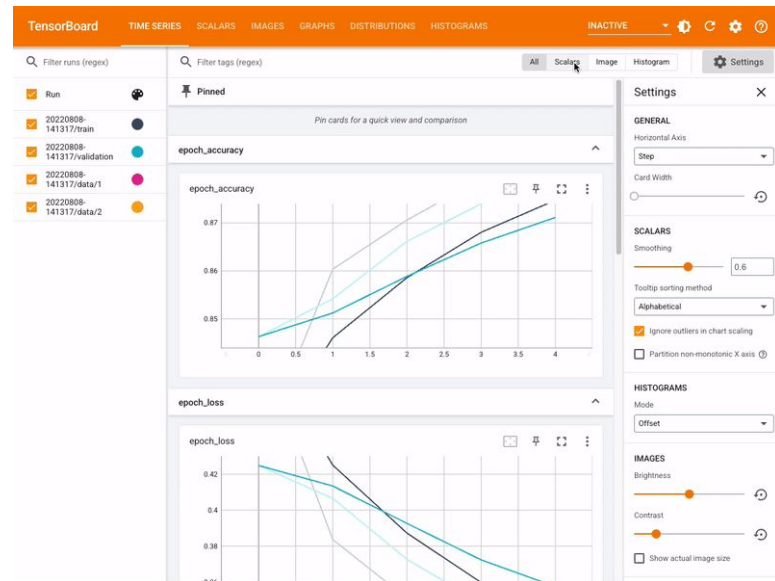 TensorBoard
TIME SERIES SCALARS IMAGES GRAPHS DISTRIBUTIONS HISTOGRAMS
INACTIVE
Filter runs (regex)
Run
20220808-
141317/train
20220808-
141317/validation
20220808-
141317/data/1
20220808-
141317/data/2
Filter tags (regex)
All Scalars Image Histogram
Settings
Pinned
Pin cards for a quick view and comparison
epoch_accuracy
epoch_accuracy
0.87
0.86
0.85
0 0.5 1 1.5 2 2.5 3 3.5 4
epoch_loss
epoch_loss
0.42
0.4
0.38
Settings
GENERAL
Horizontal Axis
Step
Card Width
SCALARS
Smoothing
0.6
Tooltip sorting method
Alphabetical
Ignore outliers in chart scaling
Partition non-monotonic X axis
HISTOGRAMS
Mode
Offset
IMAGES
Brightness
Contrast
Show actual image size